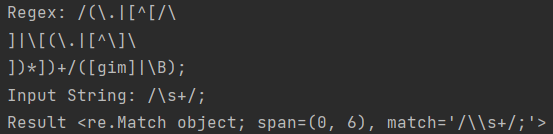 Regex: /(\.|[^[/\
]|\[(\.|[^\]\
])*])+/([gim]|\B);
Input String: /\s+/;
Result <re.Match object; span=(0, 6), match='/\\s+/;'>